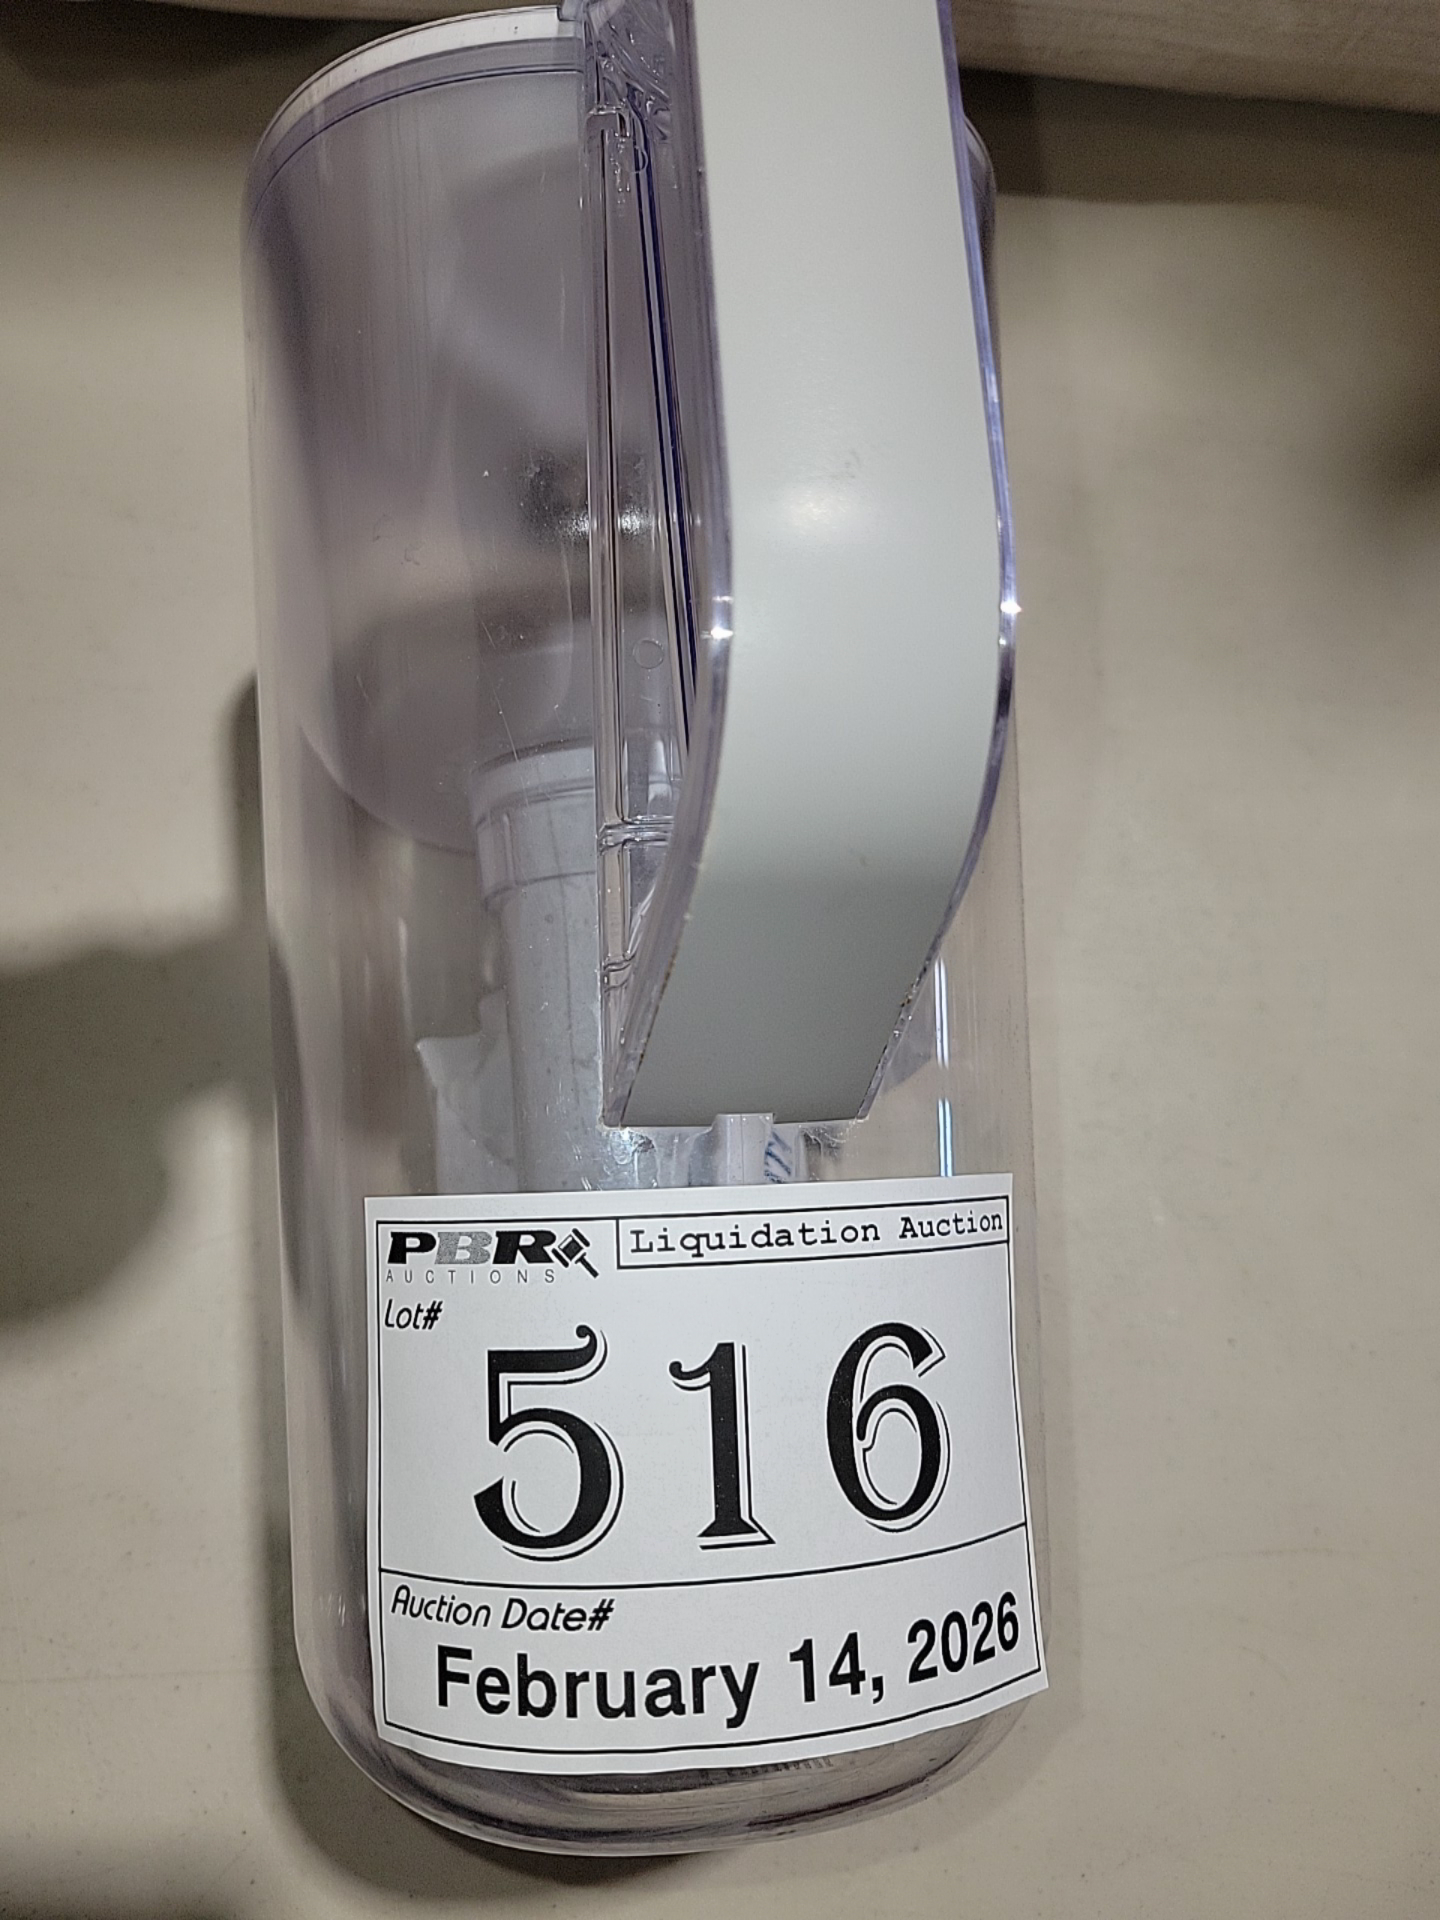 PBR
AUCTIONS
Liquidation Auction
Lot#
516
Auction Date#
February 14, 2026